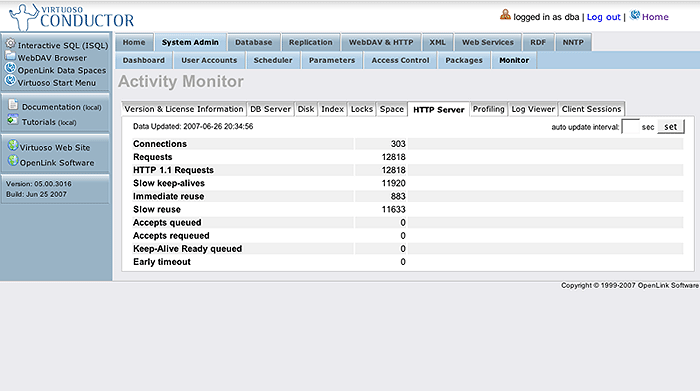 VIRTUOSO
CONDUCTOR
logged in as dba | Log out | Home
Interactive SQL (ISQL)
WebDAV Browser
OpenLink Data Spaces
Virtuoso Start Menu
Documentation (local)
Tutorials (local)
Virtuoso Web Site
OpenLink Software
Version: 05.00.3016
Build: Jun 25 2007
Home System Admin Database Replication WebDAV & HTTP XML Web Services RDF NNTP
Dashboard User Accounts Scheduler Parameters Access Control Packages Monitor
Activity Monitor
Version & License Information DB Server Disk Index Locks Space HTTP Server Profiling Log Viewer Client Sessions
Data Updated: 2007-06-26 20:34:56 auto update interval: sec set
Connections 303
Requests 12818
HTTP 1.1 Requests 12818
Slow keep-alives 11920
Immediate reuse 883
Slow reuse 11633
Accepts queued 0
Accepts requeued 0
Keep-Alive Ready queued 0
Early timeout 0
Copyright © 1999-2007 OpenLink Software